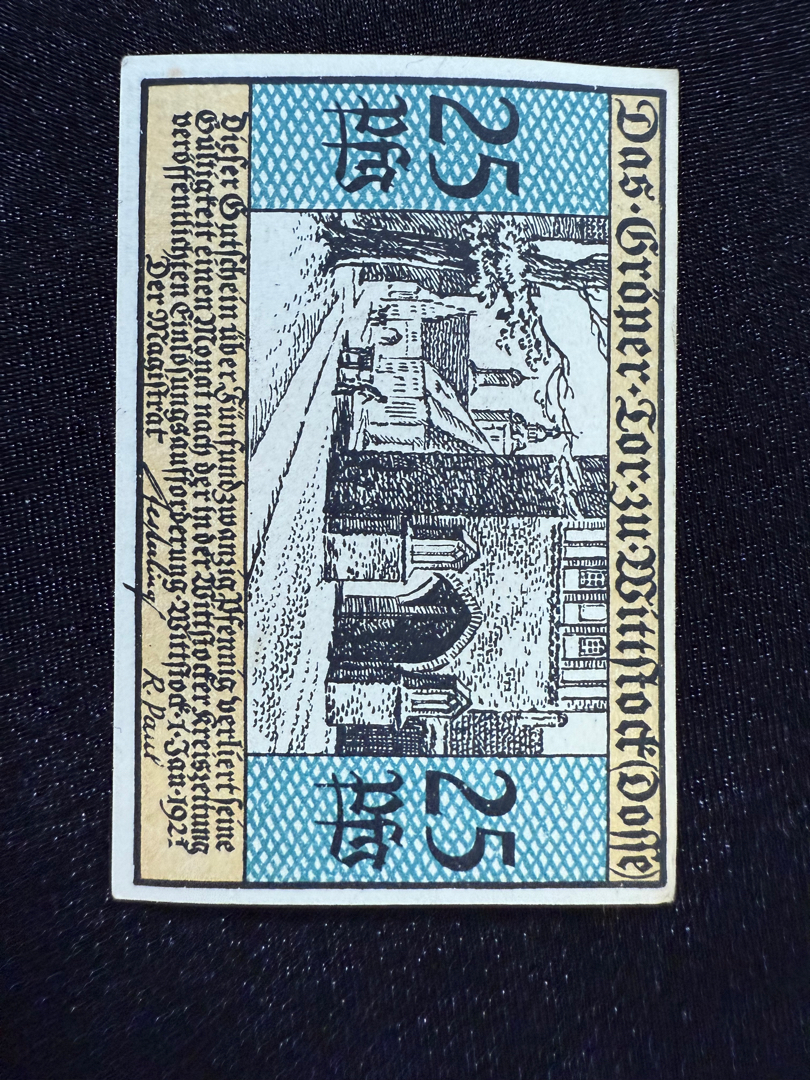 Das·Gröper·Tor·zu·Wittstock(Dosse)
25
Pfg
25
Pfg
Dieser Gutschein über Fünfundzwanzig Pfennig verliert seine
Gültigkeit einen Monat nach der in der Wittstocker Kreiszeitung
veröffentlichten Einlösungsaufforderung. Wittstock 1·Jan·192
Der Magistrat R. Paul